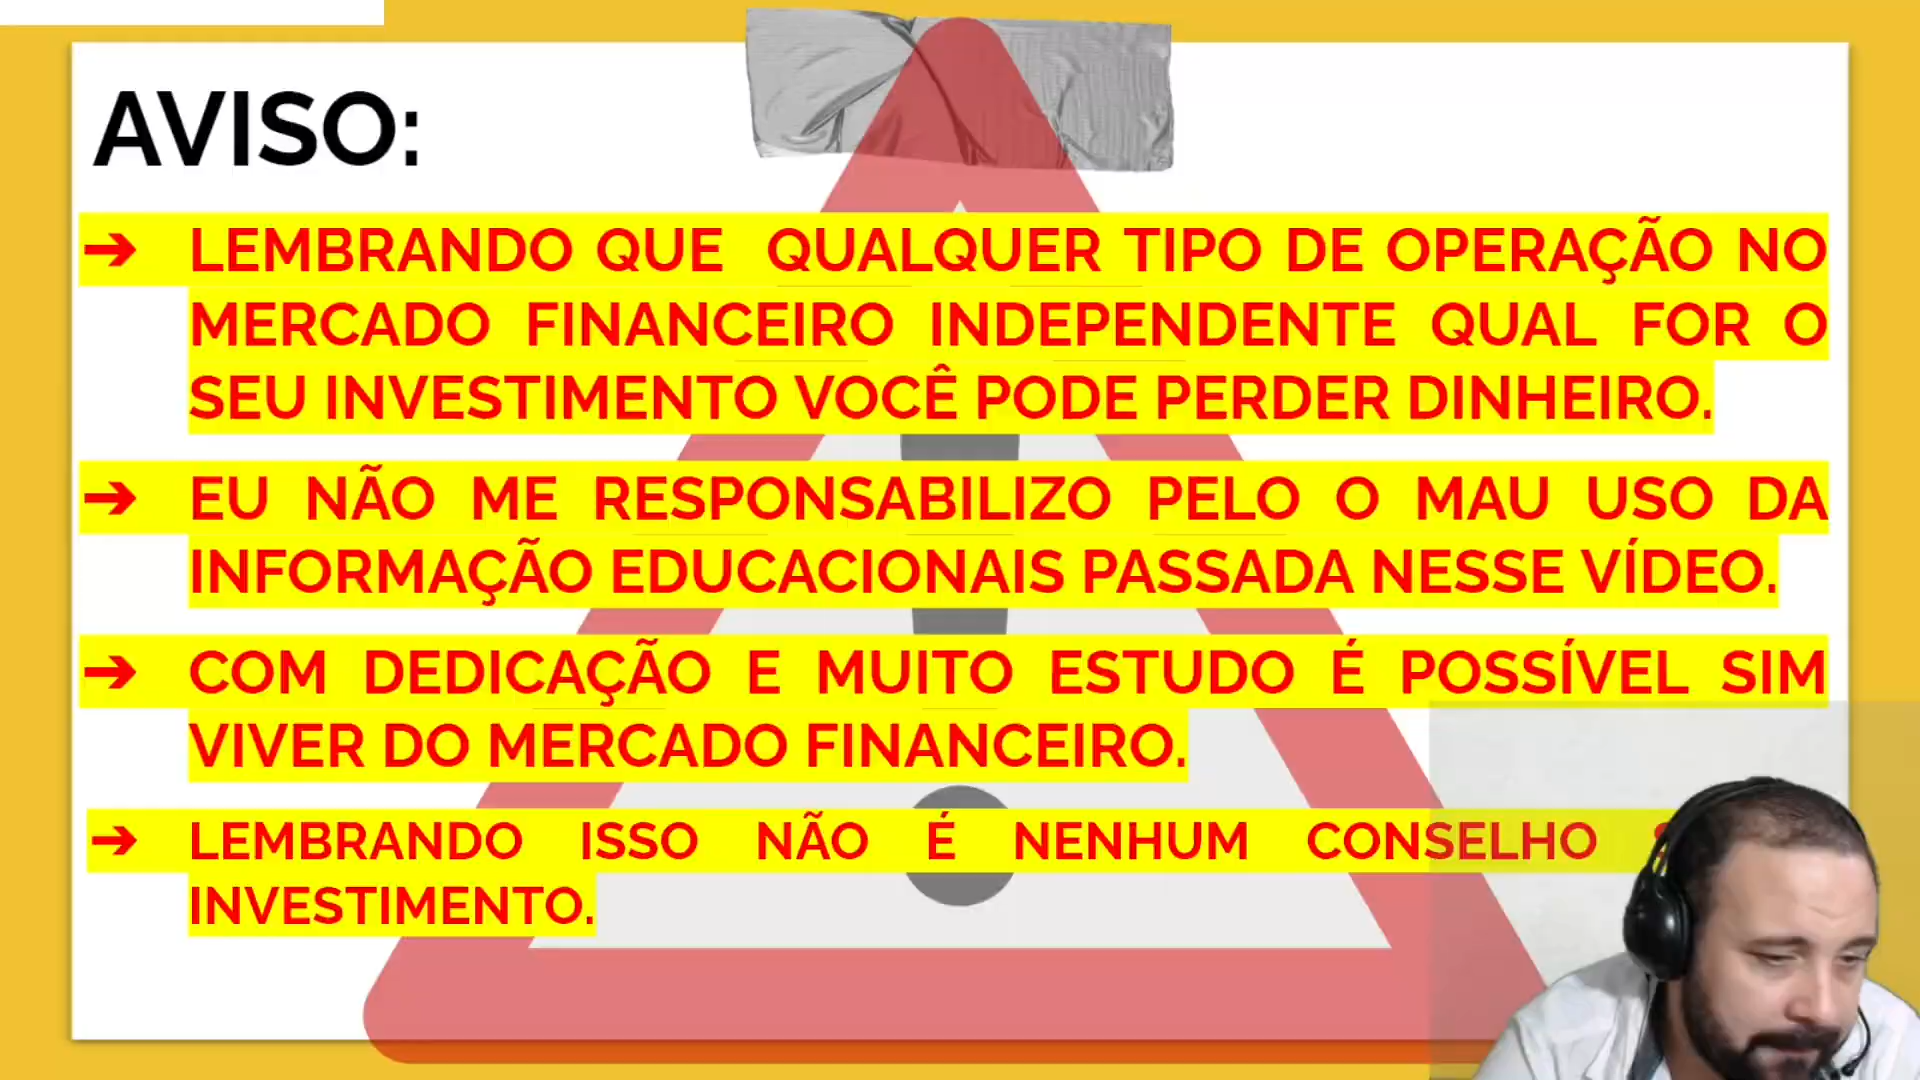 AVISO:
➔ LEMBRANDO QUE QUALQUER TIPO DE OPERAÇÃO NO
MERCADO FINANCEIRO INDEPENDENTE QUAL FOR O
SEU INVESTIMENTO VOCÊ PODE PERDER DINHEIRO.
➔ EU NÃO ME RESPONSABILIZO PELO O MAU USO DA
INFORMAÇÃO EDUCACIONAIS PASSADA NESSE VÍDEO.
➔ COM DEDICAÇÃO E MUITO ESTUDO É POSSÍVEL SIM
VIVER DO MERCADO FINANCEIRO.
➔ LEMBRANDO ISSO NÃO É NENHUM CONSELHO
INVESTIMENTO.